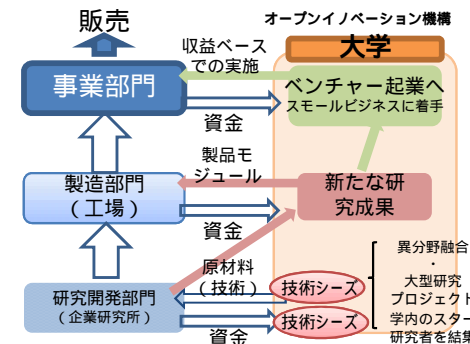 販売
オープンイノベーション機構
収益ベース
での実施
大学
事業部門
ベンチャー起業へ
スモールビジネスに着手
資金
製品モ
ジュール
製造部門
（工場）
新たな研
究成果
資金
原材料
（技術）
異分野融合
・
大型研究
プロジェクト
学内のスター
研究者を結集
技術シーズ
研究開発部門
（企業研究所）
技術シーズ
資金